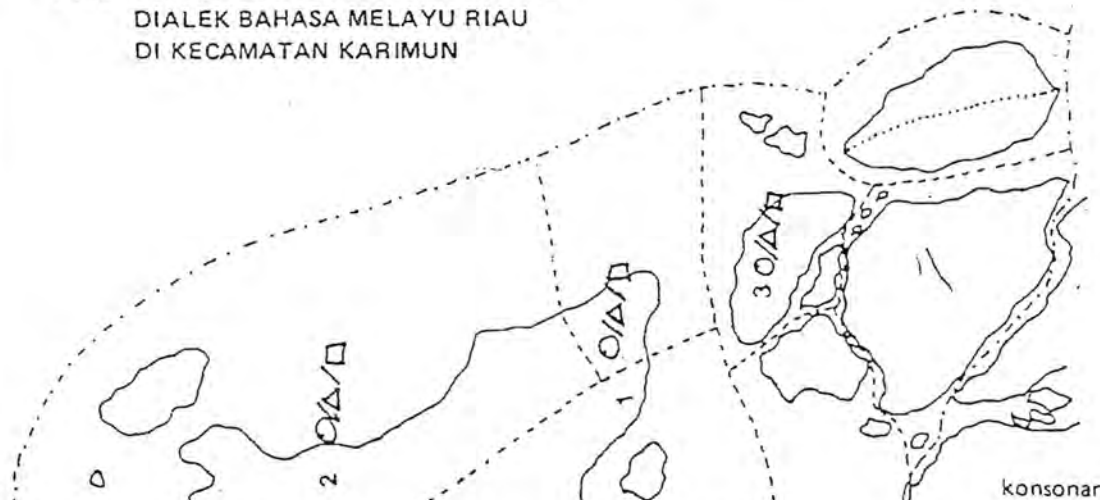 DIALEK BAHASA MELAYU RIAU
DI KECAMATAN KARIMUN
3
1
2
konsonan